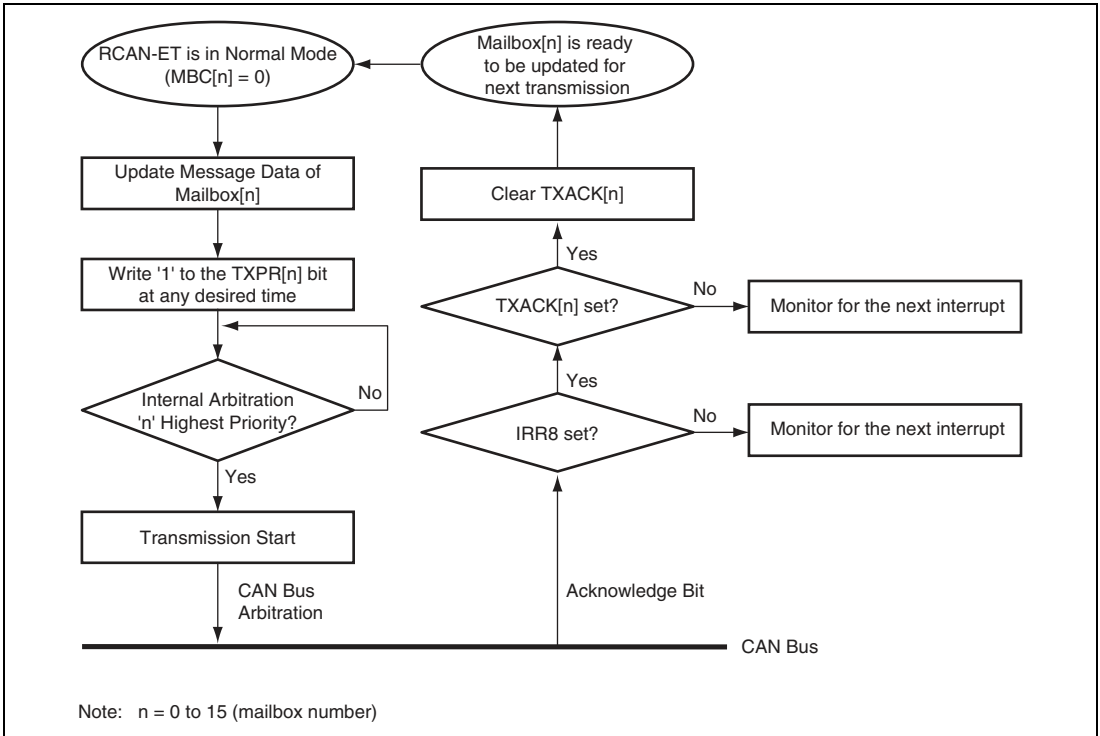 RCAN-ET is in Normal Mode
(MBC[n] = 0)
Mailbox[n] is ready
to be updated for
next transmission
Update Message Data of
Mailbox[n]
Clear TXACK[n]
Write '1' to the TXPR[n] bit
at any desired time
Yes
TXACK[n] set?
No
Monitor for the next interrupt
Internal Arbitration
'n' Highest Priority?
No
Yes
Yes
IRR8 set?
No
Monitor for the next interrupt
Transmission Start
CAN Bus
Arbitration
Acknowledge Bit
CAN Bus
Note: n = 0 to 15 (mailbox number)